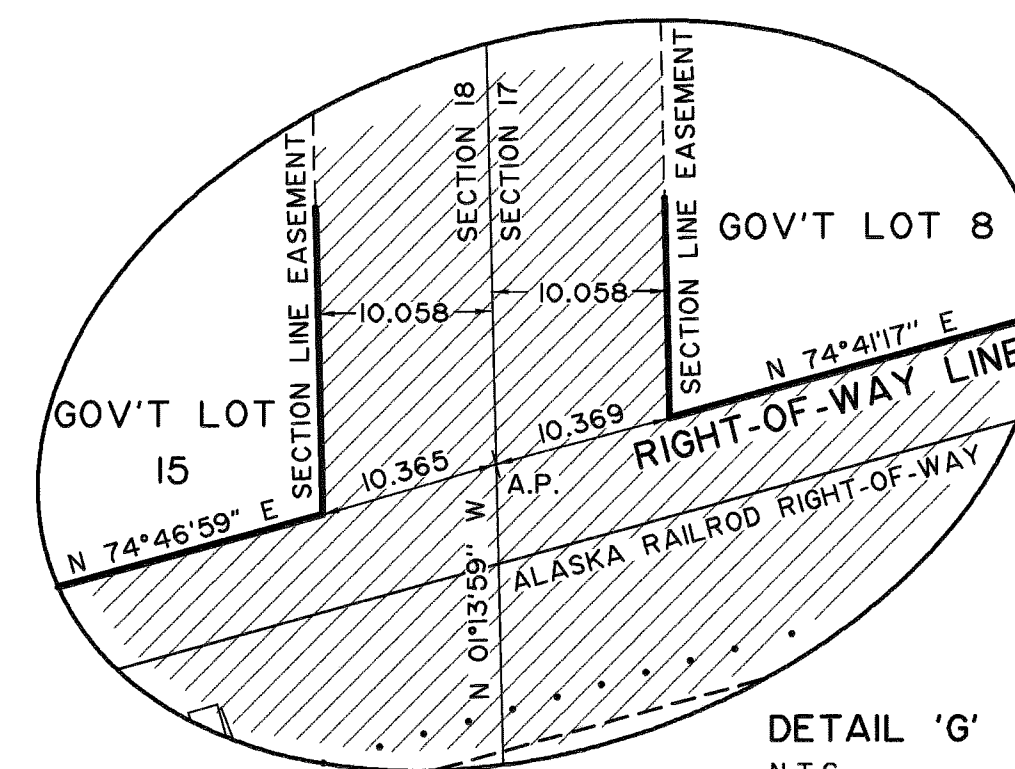 SECTION LINE EASEMENT
SECTION 18
SECTION 17
SECTION LINE EASEMENT
GOV'T LOT 8
10.058
10.058
N 74°41'17" E
RIGHT-OF-WAY LINE
GOV'T LOT
15
10.369
10.365
A.P.
N 74°46'59" E
N 01°13'59" W
ALASKA RAILROD RIGHT-OF-WAY
DETAIL 'G'
N.T.S.